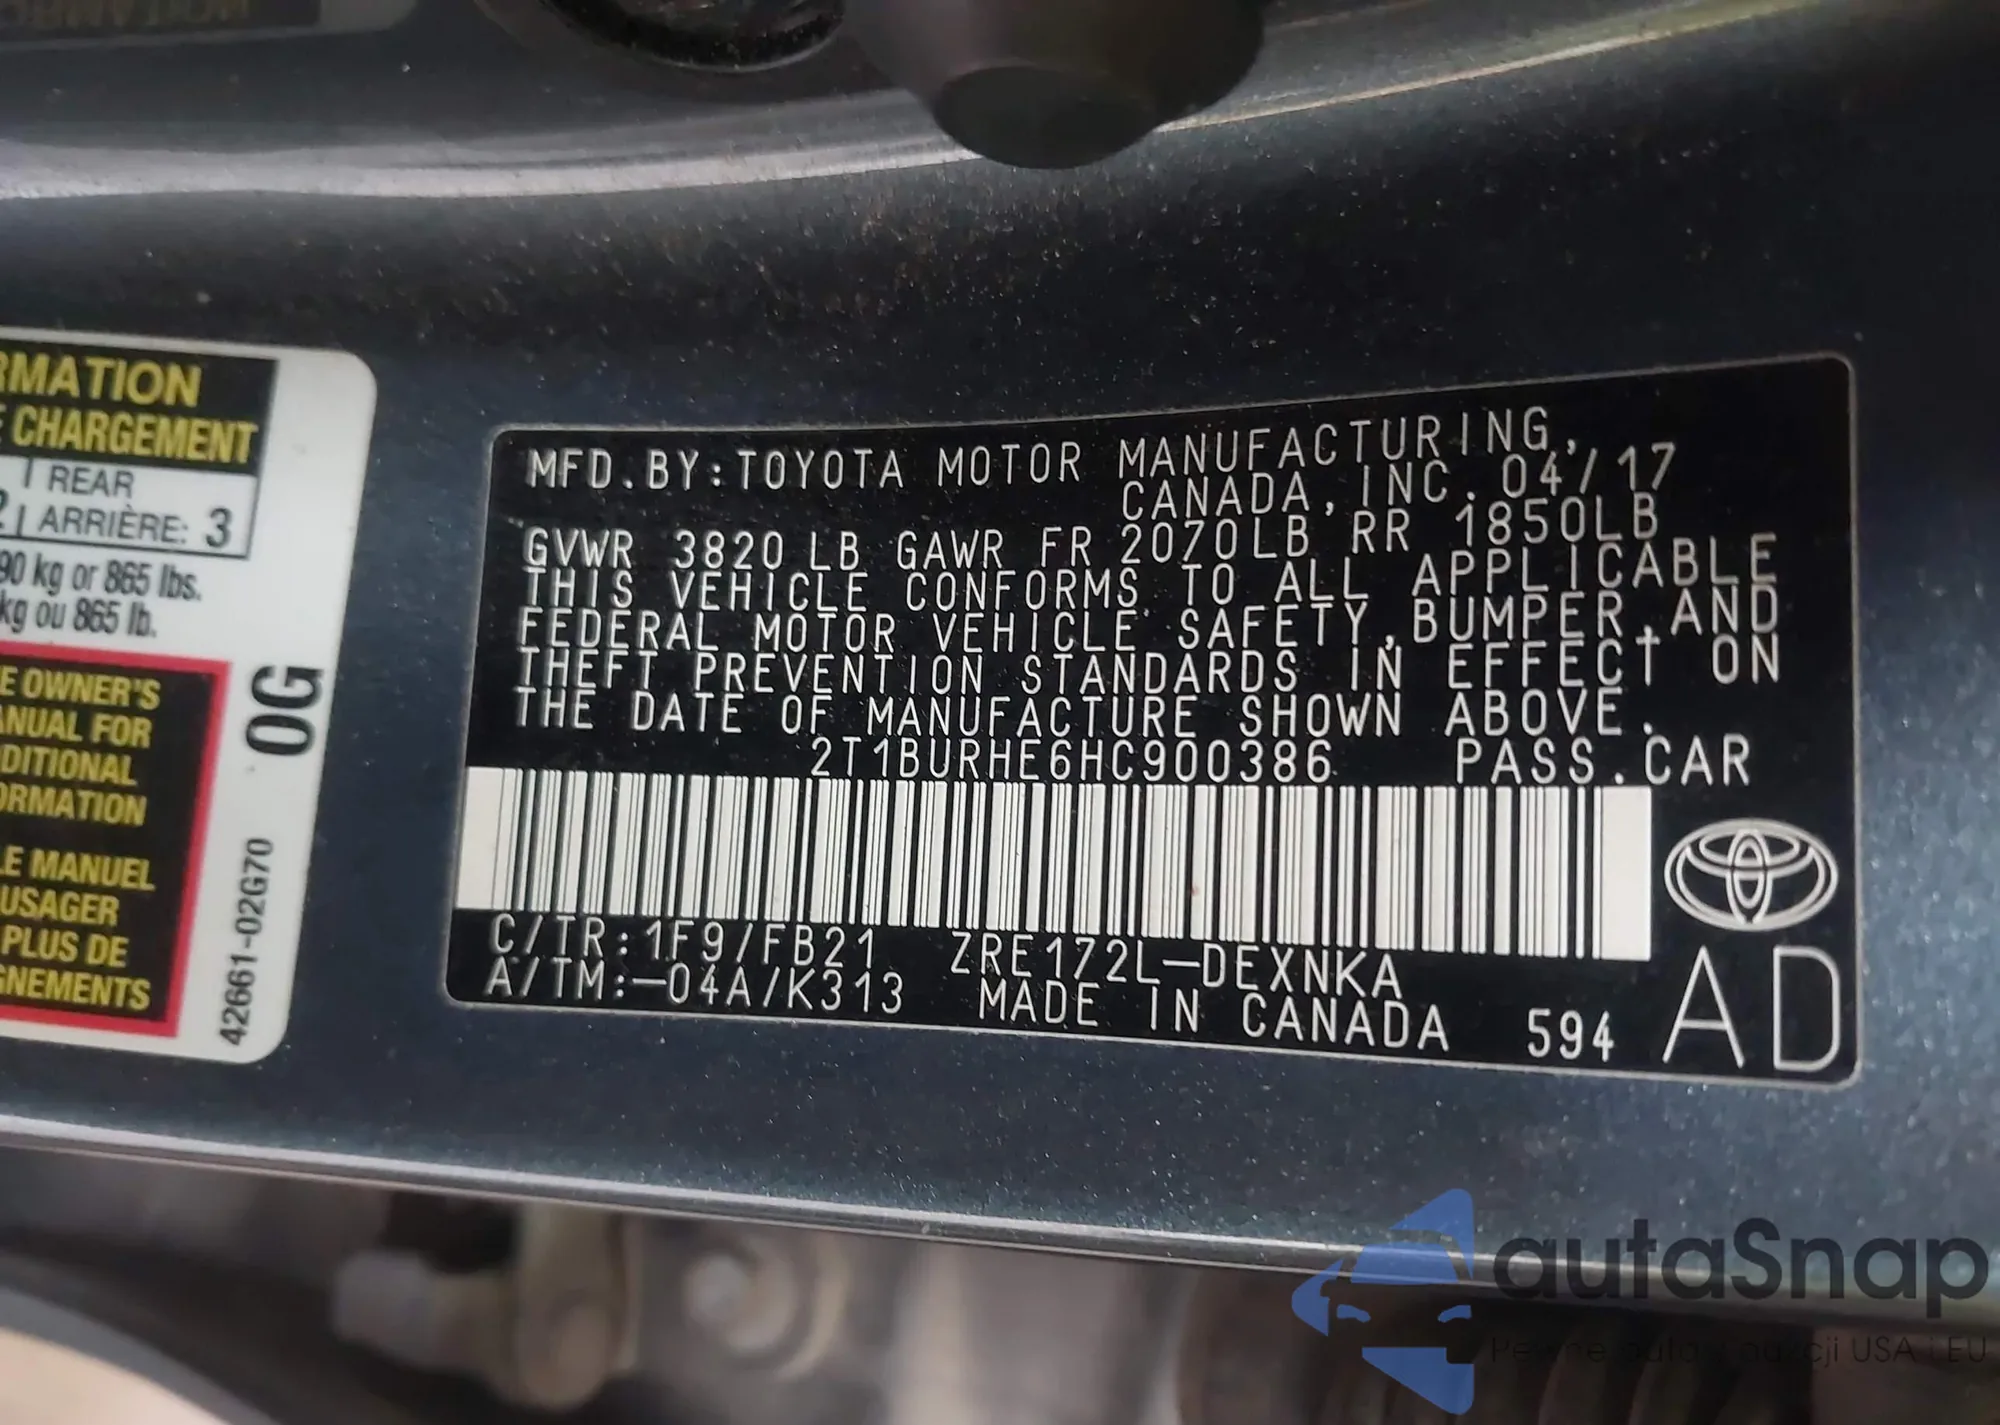 RMATION
E CHARGEMENT
REAR
2 ARRIÈRE: 3
90 kg or 865 lbs.
kg ou 865 lb.
E OWNER'S
ANUAL FOR
DITIONAL
ORMATION
LE MANUEL
USAGER
PLUS DE
GNEMENTS
0G
42661-02G70
MFD.BY:TOYOTA MOTOR MANUFACTURING,
CANADA, INC. 04/17
GVWR 3820 LB GAWR FR 2070LB RR 1850LB
THIS VEHICLE CONFORMS TO ALL APPLICABLE
FEDERAL MOTOR VEHICLE SAFETY, BUMPER, AND
THEFT PREVENTION STANDARDS IN EFFECT ON
THE DATE OF MANUFACTURE SHOWN ABOVE.
2T1BURHE6HC900386 PASS.CAR
C/TR:1F9/FB21 ZRE172L-DEXNKA
A/TM:-04A/K313 MADE IN CANADA 594 AD
autaSnap
USA i EU